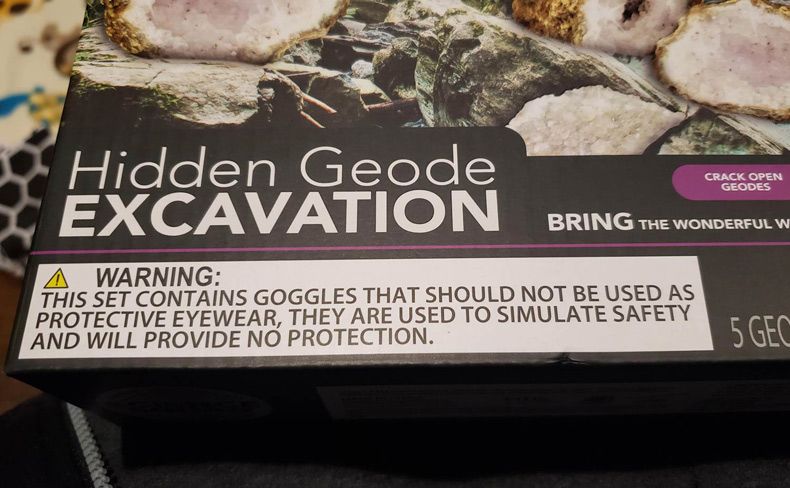 Hidden Geode
EXCAVATION
CRACK OPEN
GEODES
BRING THE WONDERFUL
WARNING:
THIS SET CONTAINS GOGGLES THAT SHOULD NOT BE USED AS
PROTECTIVE EYEWEAR, THEY ARE USED TO SIMULATE SAFETY
AND WILL PROVIDE NO PROTECTION.
5